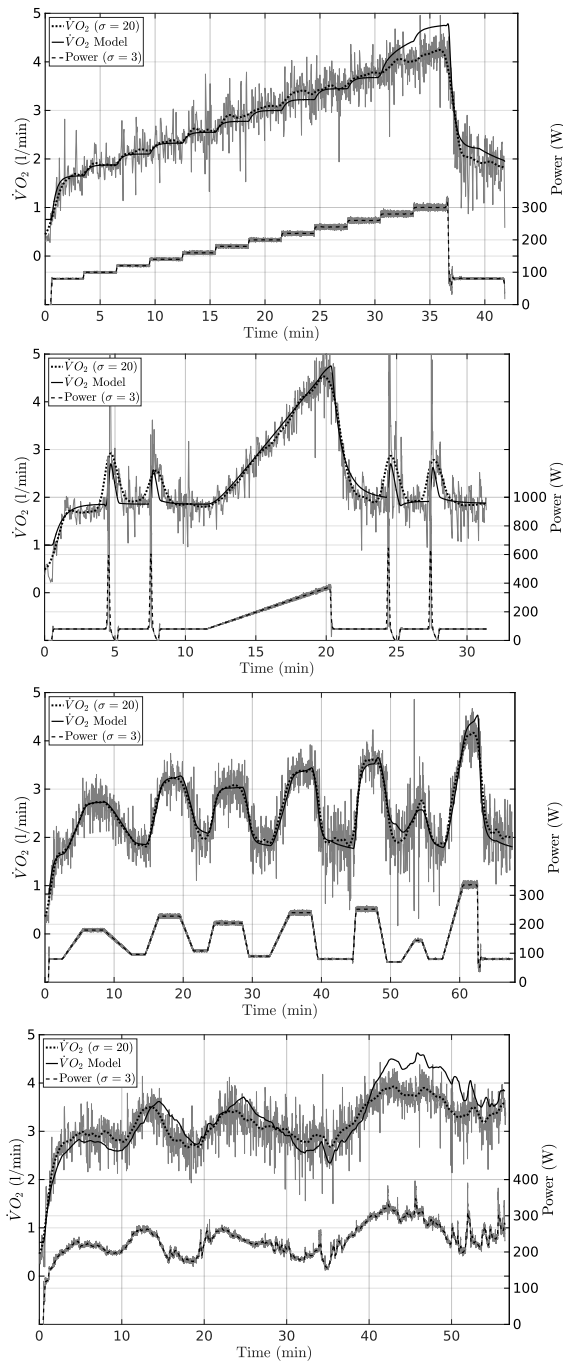 5
4
3
2
1
0
V̇O₂ (l/min)
V̇O₂ (σ = 20)
V̇O₂ Model
Power (σ = 3)
300
200
100
0
Power (W)
0 5 10 15 20 25 30 35 40
Time (min)
5
4
3
2
1
0
V̇O₂ (l/min)
V̇O₂ (σ = 20)
V̇O₂ Model
Power (σ = 3)
1000
800
600
400
200
0
Power (W)
0 5 10 15 20 25 30
Time (min)
5
4
3
2
1
0
V̇O₂ (l/min)
V̇O₂ (σ = 20)
V̇O₂ Model
Power (σ = 3)
300
200
100
0
Power (W)
0 10 20 30 40 50 60
Time (min)
5
4
3
2
1
0
V̇O₂ (l/min)
V̇O₂ (σ = 20)
V̇O₂ Model
Power (σ = 3)
400
300
200
100
0
Power (W)
0 10 20 30 40 50
Time (min)